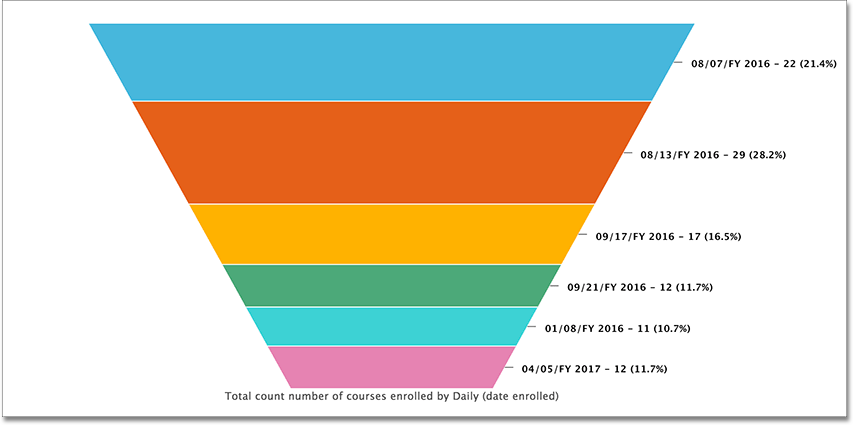 08/07/FY 2016 - 22 (21.4%)
08/13/FY 2016 - 29 (28.2%)
09/17/FY 2016 - 17 (16.5%)
09/21/FY 2016 - 12 (11.7%)
01/08/FY 2016 - 11 (10.7%)
04/05/FY 2017 - 12 (11.7%)
Total count number of courses enrolled by Daily (date enrolled)